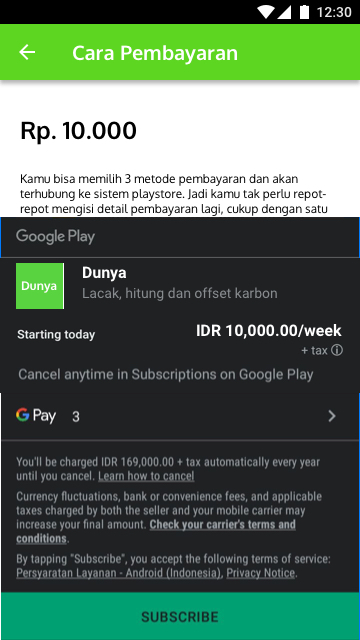 12:30
Cara Pembayaran
Rp. 10.000
Kamu bisa memilih 3 metode pembayaran dan akan
terhubung ke sistem playstore. Jadi kamu tak perlu repot-
repot mengisi detail pembayaran lagi, cukup dengan satu
Google Play
Dunya
Dunya
Lacak, hitung dan offset karbon
Starting today
IDR 10,000.00/week
+ tax ⓘ
Cancel anytime in Subscriptions on Google Play
G Pay 3
You'll be charged IDR 169,000.00 + tax automatically every year
until you cancel. Learn how to cancel
Currency fluctuations, bank or convenience fees, and applicable
taxes charged by both the seller and your mobile carrier may
increase your final amount. Check your carrier's terms and
conditions.
By tapping "Subscribe", you accept the following terms of service:
Persyaratan Layanan - Android (Indonesia), Privacy Notice.
SUBSCRIBE